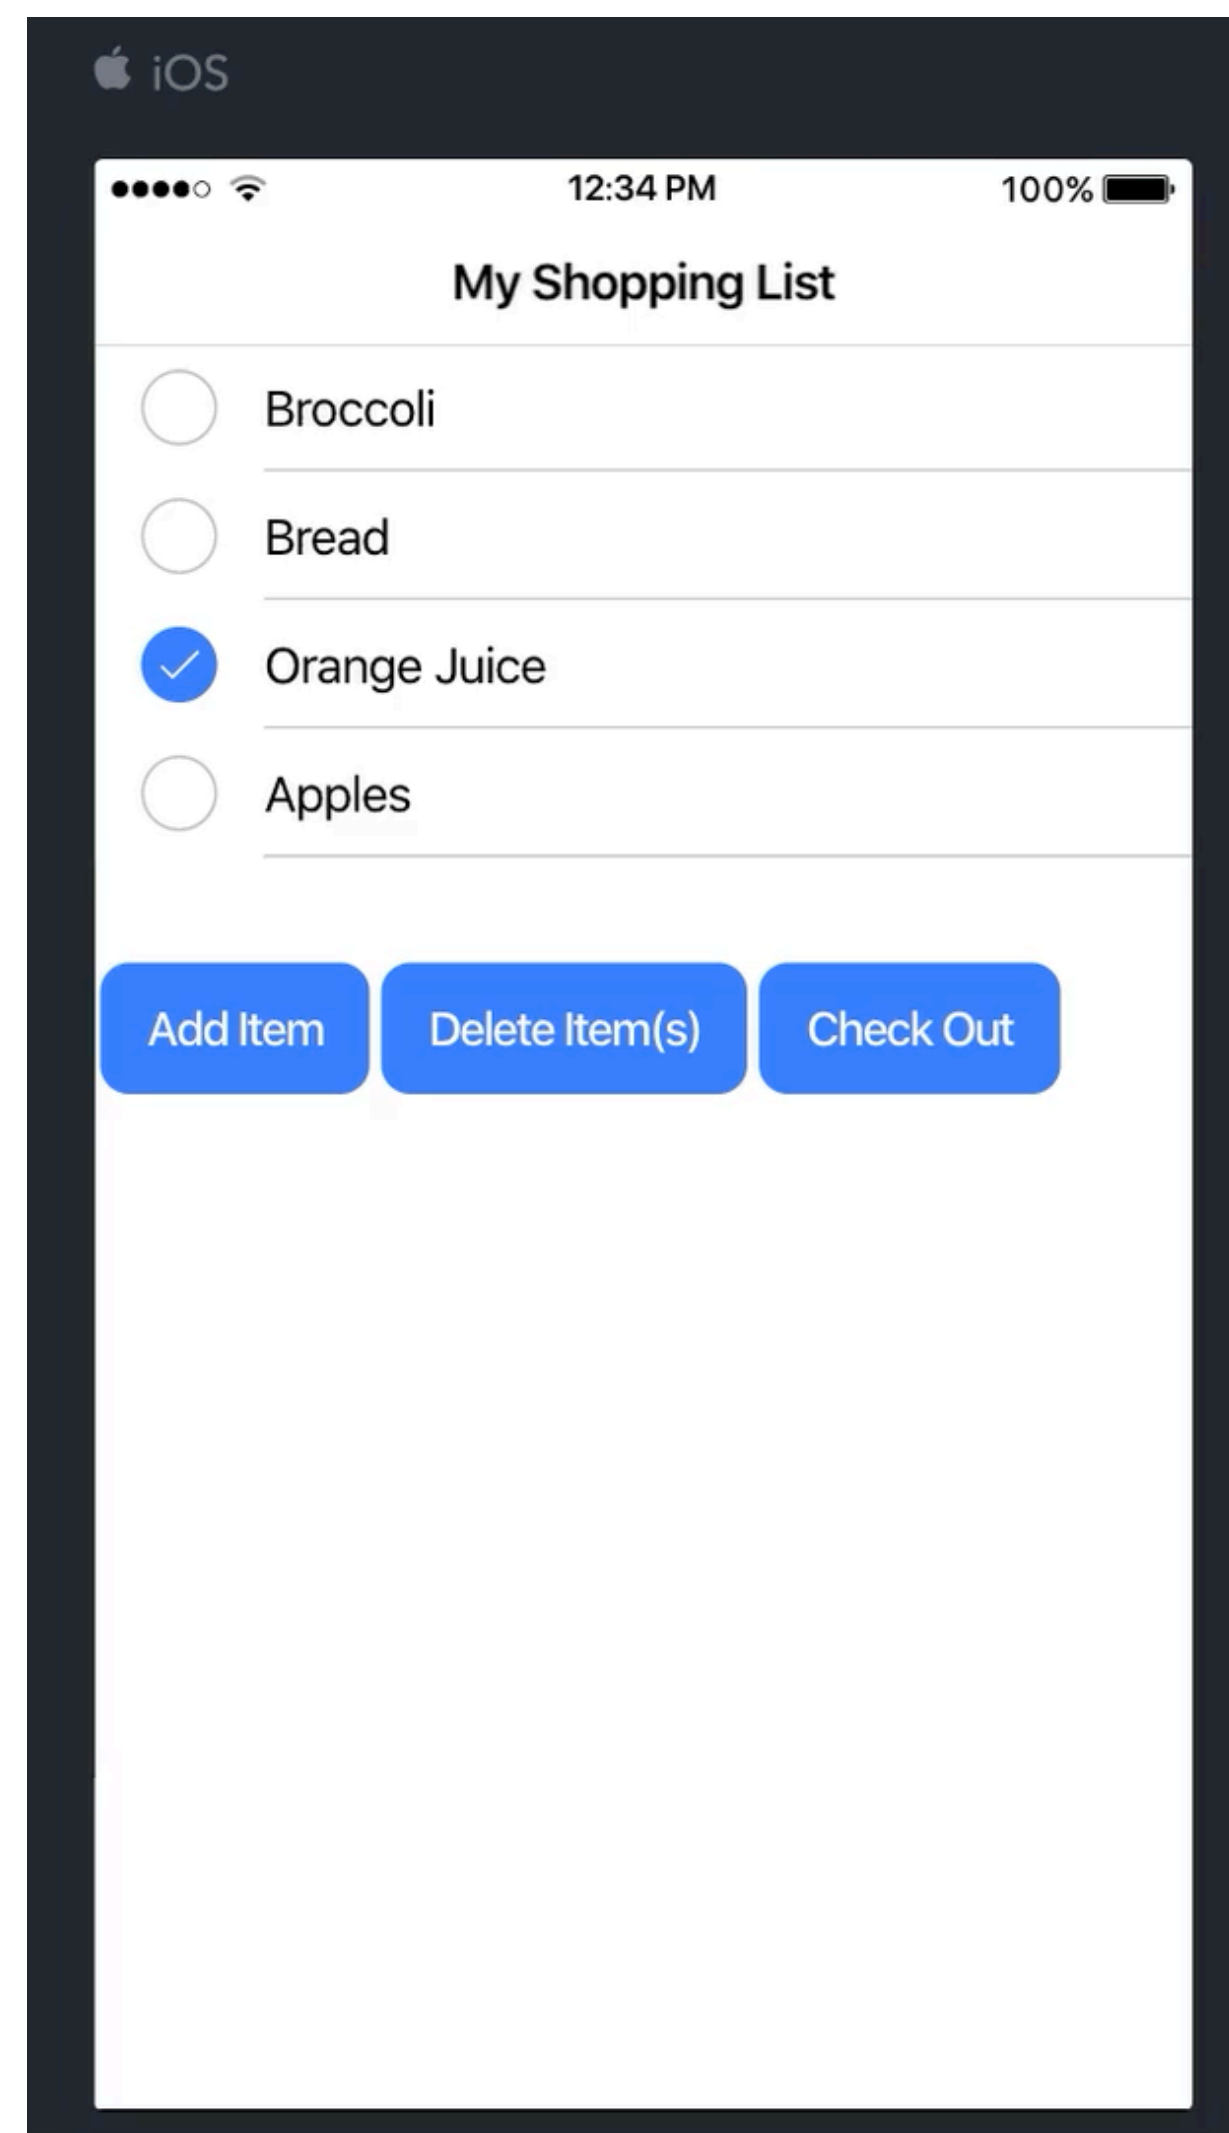 iOS
12:34 PM 100%
My Shopping List
Broccoli
Bread
Orange Juice
Apples
Add Item Delete Item(s) Check Out